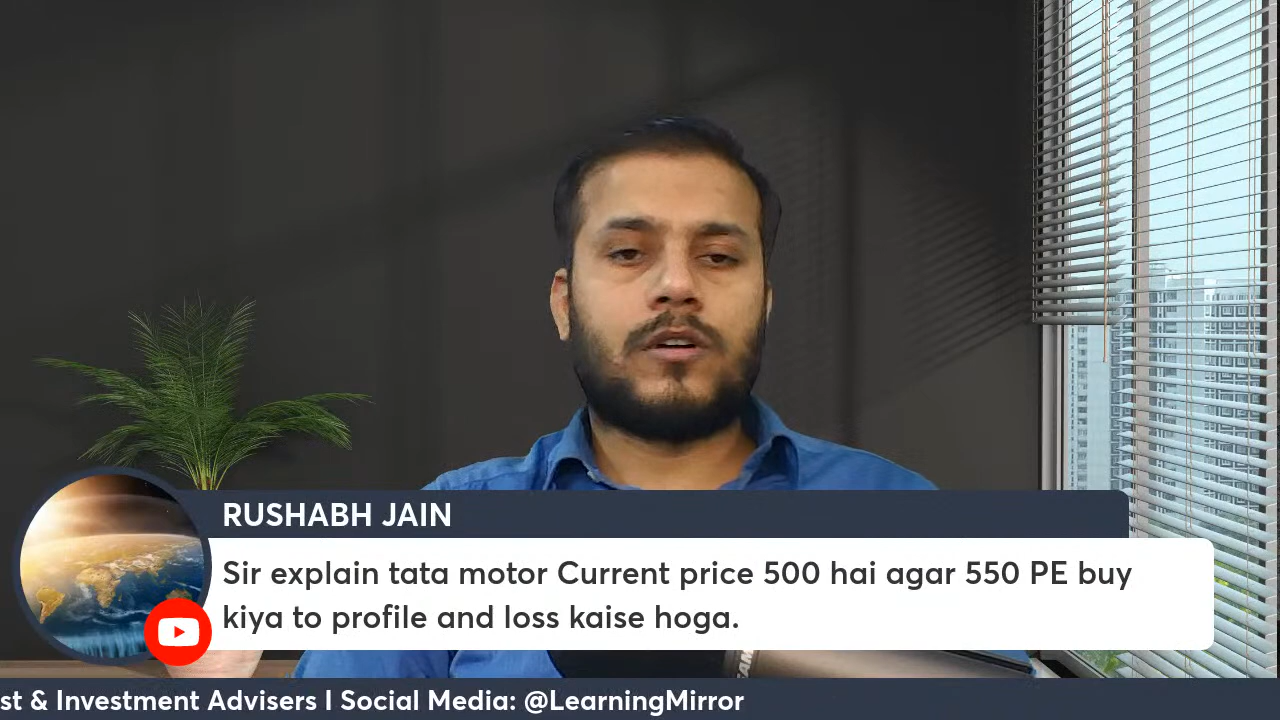 RUSHABH JAIN
Sir explain tata motor Current price 500 hai agar 550 PE buy
kiya to profile and loss kaise hoga.
st & Investment Advisers I Social Media: @LearningMirror